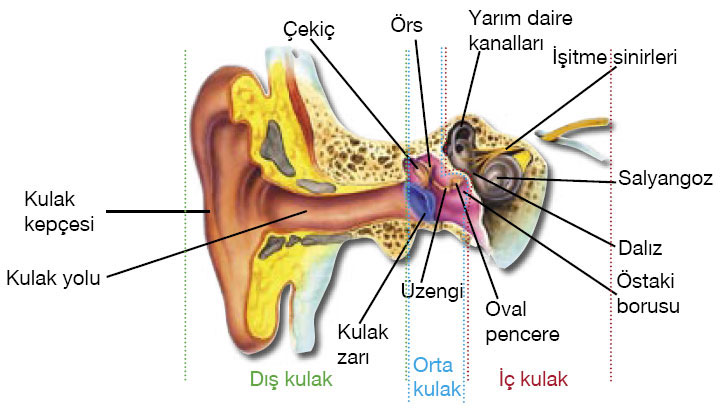 Çekiç
Örs
Yarım daire
kanalları
İşitme sinirleri
Kulak
kepçesi
Kulak yolu
Kulak
zarı
Üzengi
Oval
pencere
Salyangoz
Dalız
Östaki
borusu
Dış kulak
Orta
kulak
İç kulak